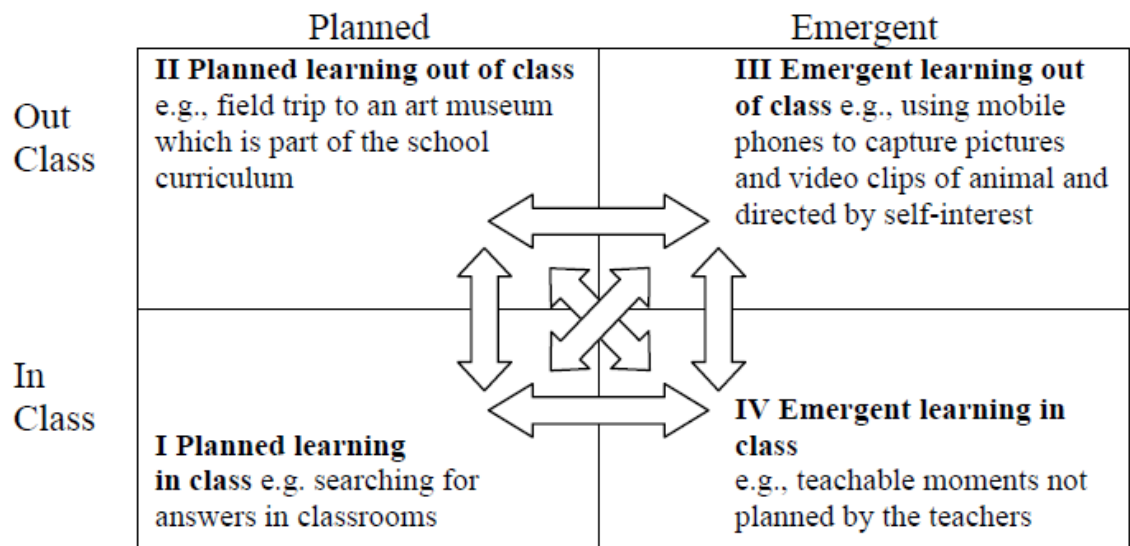 Planned
Emergent
Out
Class
II Planned learning out of class
e.g., field trip to an art museum
which is part of the school
curriculum
III Emergent learning out
of class e.g., using mobile
phones to capture pictures
and video clips of animal and
directed by self-interest
In
Class
I Planned learning
in class e.g. searching for
answers in classrooms
IV Emergent learning in
class
e.g., teachable moments not
planned by the teachers